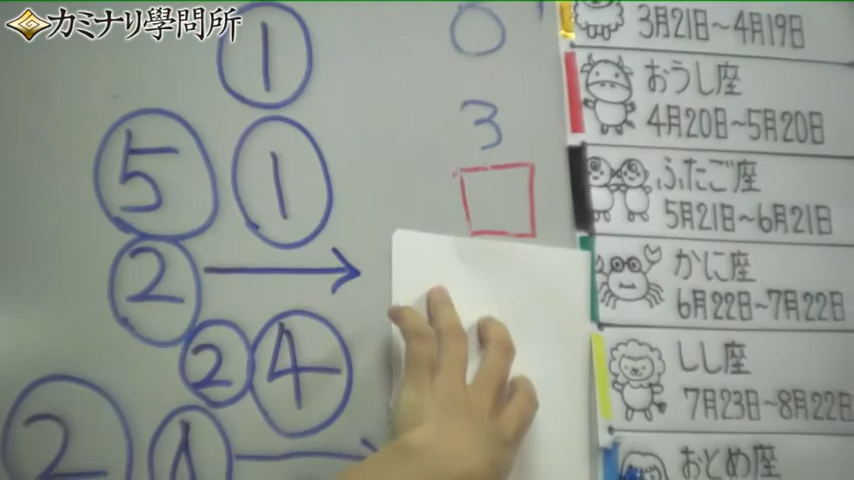 カミナリ學問所
1
0
3月21日～4月19日
おうし座
4月20日～5月20日
5 1
3
ふたご座
5月21日～6月21日
2
かに座
6月22日～7月22日
2 4
しし座
7月23日～8月22日
2
おとめ座